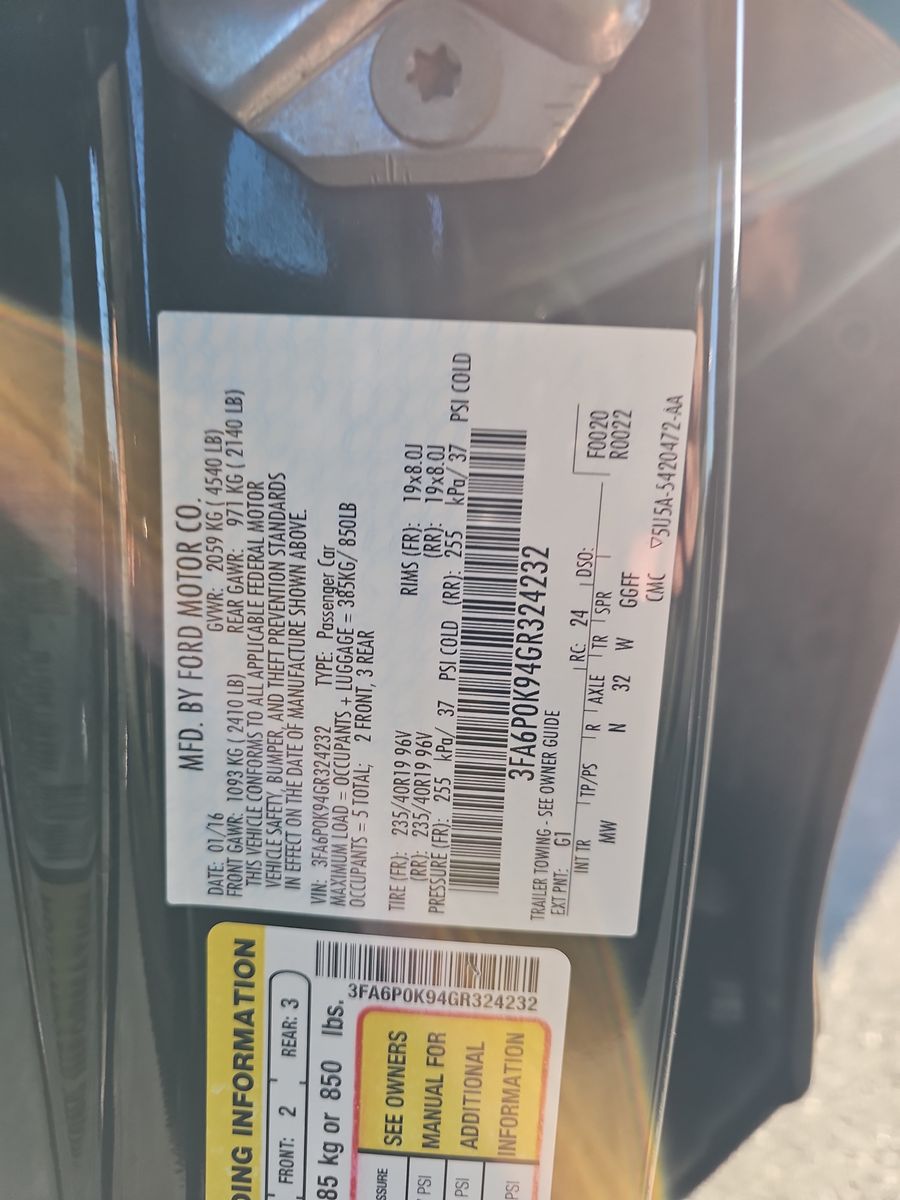 MFD. BY FORD MOTOR CO.
DATE: 01/16 GVWR: 2059 KG ( 4540 LB)
FRONT GAWR: 1093 KG ( 2410 LB) REAR GAWR: 971 KG ( 2140 LB)
THIS VEHICLE CONFORMS TO ALL APPLICABLE FEDERAL MOTOR
VEHICLE SAFETY, BUMPER, AND THEFT PREVENTION STANDARDS
IN EFFECT ON THE DATE OF MANUFACTURE SHOWN ABOVE.
VIN: 3FA6P0K94GR324232 TYPE: Passenger Car
MAXIMUM LOAD = OCCUPANTS + LUGGAGE = 385KG/ 850LB
OCCUPANTS = 5 TOTAL; 2 FRONT, 3 REAR
TIRE (FR): 235/40R19 96V RIMS (FR): 19x8.0J
(RR): 235/40R19 96V (RR): 19x8.0J
PRESSURE (FR): 255 kPa/ 37 PSI COLD (RR): 255 kPa/ 37 PSI COLD
3FA6P0K94GR324232
TRAILER TOWING - SEE OWNER GUIDE
EXT PNT: G1 RC: 24 DSO:
INT TR TP/PS R AXLE TR SPR F0020
MW N 32 W GGFF R0022
CMC ▽5U5A-5420472-AA
DING INFORMATION
FRONT: 2 REAR: 3
85 kg or 850 lbs.
3FA6P0K94GR324232
SSURE
PSI
PSI
PSI
SEE OWNERS
MANUAL FOR
ADDITIONAL
INFORMATION